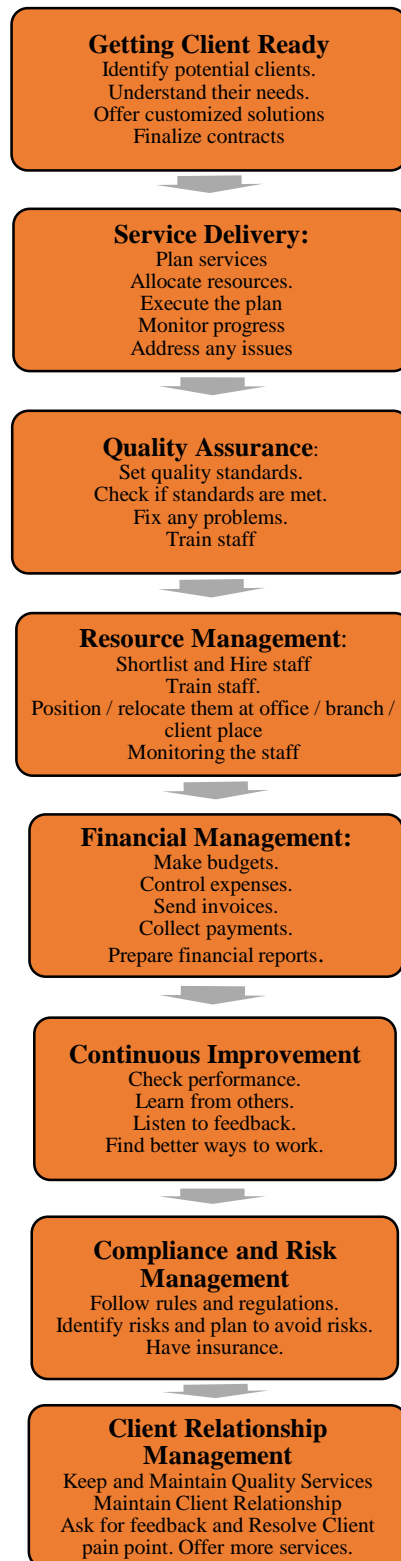 Getting Client Ready
Identify potential clients.
Understand their needs.
Offer customized solutions
Finalize contracts
Service Delivery:
Plan services
Allocate resources.
Execute the plan
Monitor progress
Address any issues
Quality Assurance:
Set quality standards.
Check if standards are met.
Fix any problems.
Train staff
Resource Management:
Shortlist and Hire staff
Train staff.
Position / relocate them at office / branch /
client place
Monitoring the staff
Financial Management:
Make budgets.
Control expenses.
Send invoices.
Collect payments.
Prepare financial reports.
Continuous Improvement
Check performance.
Learn from others.
Listen to feedback.
Find better ways to work.
Compliance and Risk
Management
Follow rules and regulations.
Identify risks and plan to avoid risks.
Have insurance.
Client Relationship
Management
Keep and Maintain Quality Services
Maintain Client Relationship
Ask for feedback and Resolve Client
pain point. Offer more services.